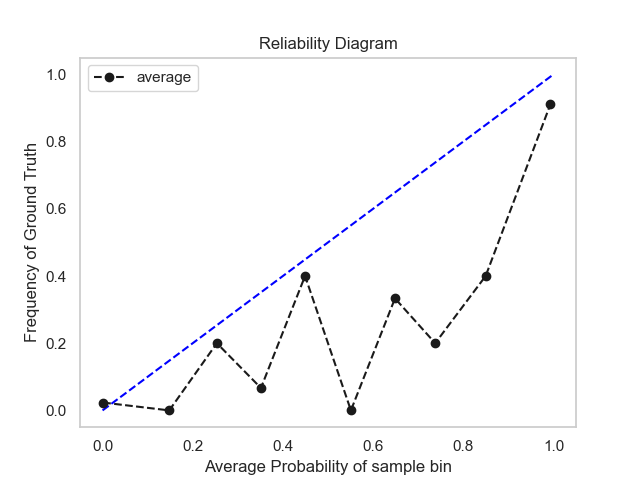 Reliability Diagram
average
1.0
0.8
0.6
0.4
0.2
0.0
Frequency of Ground Truth
0.0 0.2 0.4 0.6 0.8 1.0
Average Probability of sample bin